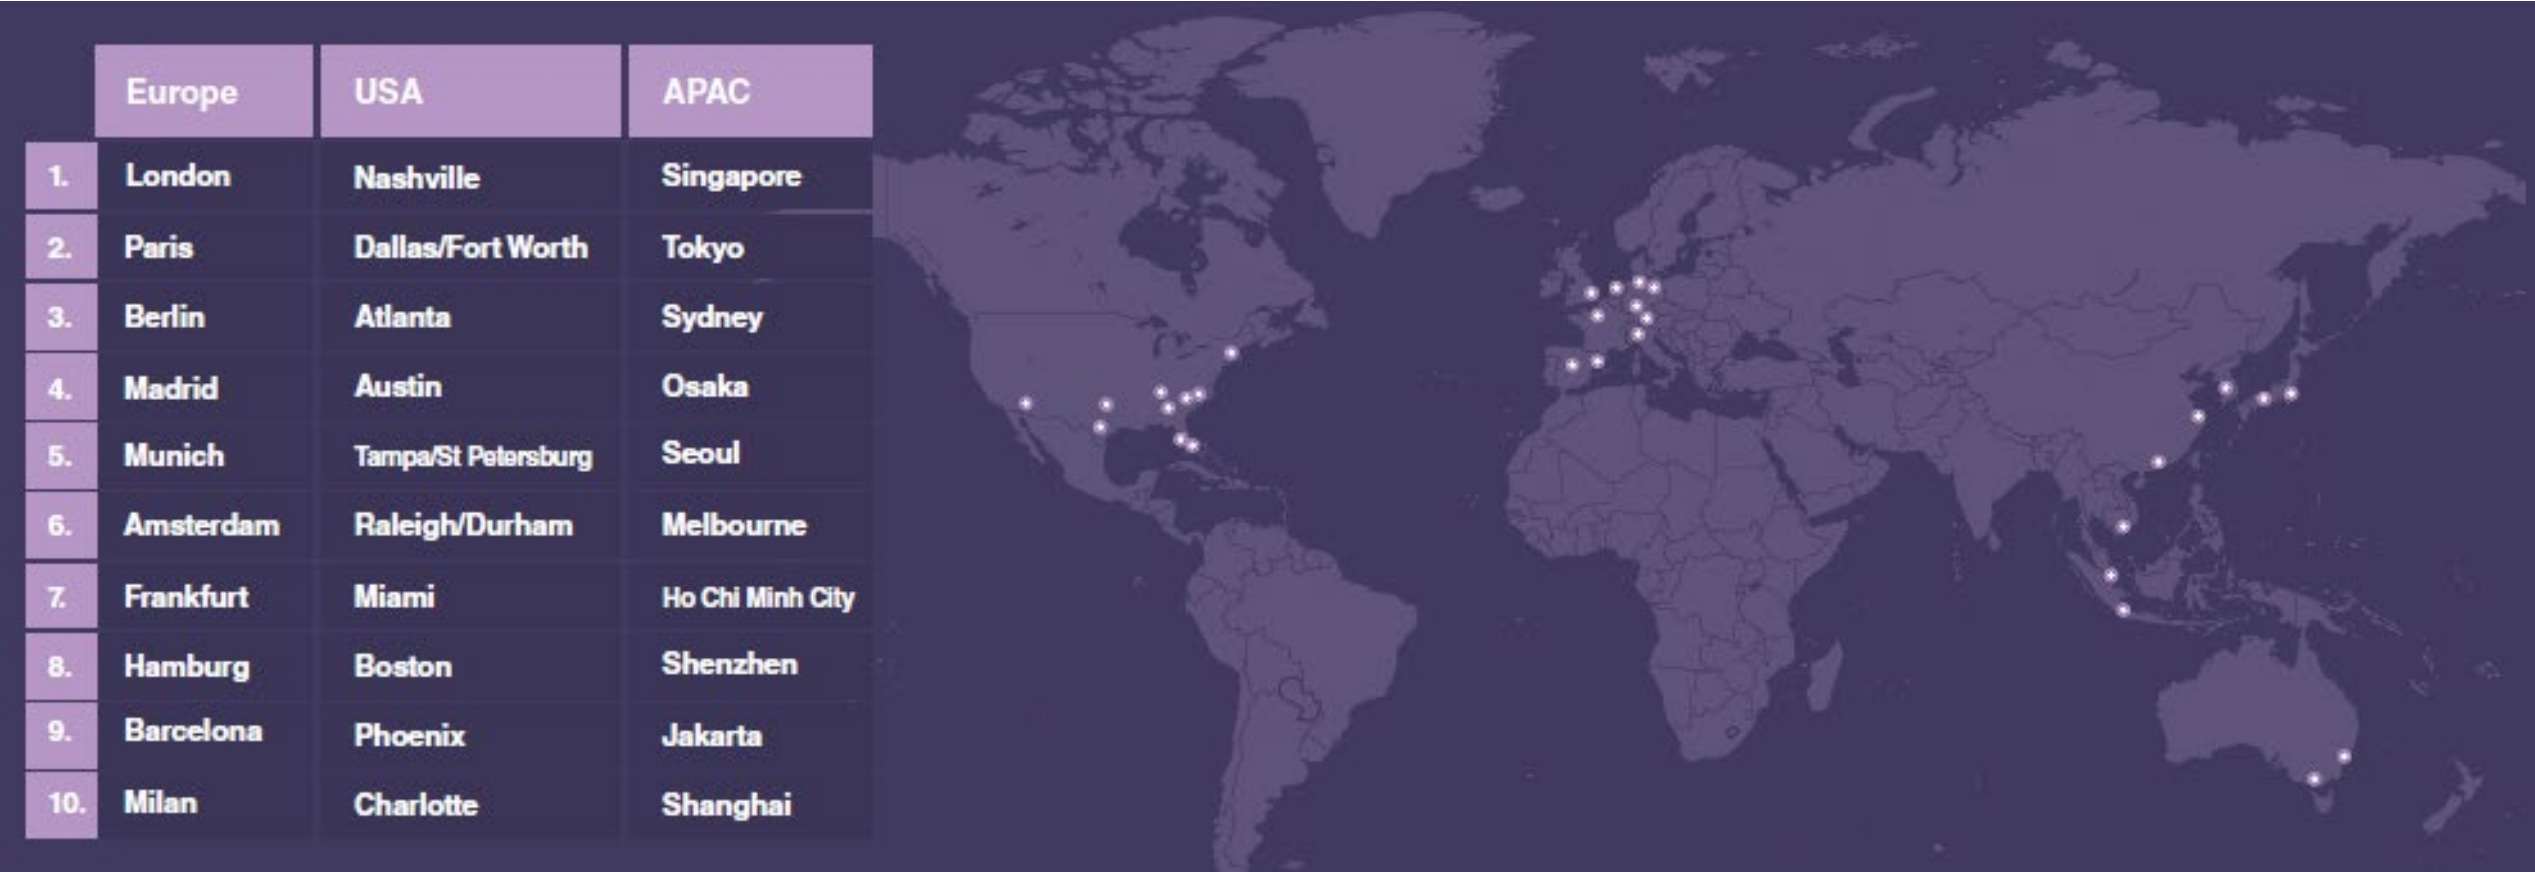 Europe USA APAC
1. London Nashville Singapore
2. Paris Dallas/Fort Worth Tokyo
3. Berlin Atlanta Sydney
4. Madrid Austin Osaka
5. Munich Tampa/St Petersburg Seoul
6. Amsterdam Raleigh/Durham Melbourne
7. Frankfurt Miami Ho Chi Minh City
8. Hamburg Boston Shenzhen
9. Barcelona Phoenix Jakarta
10. Milan Charlotte Shanghai